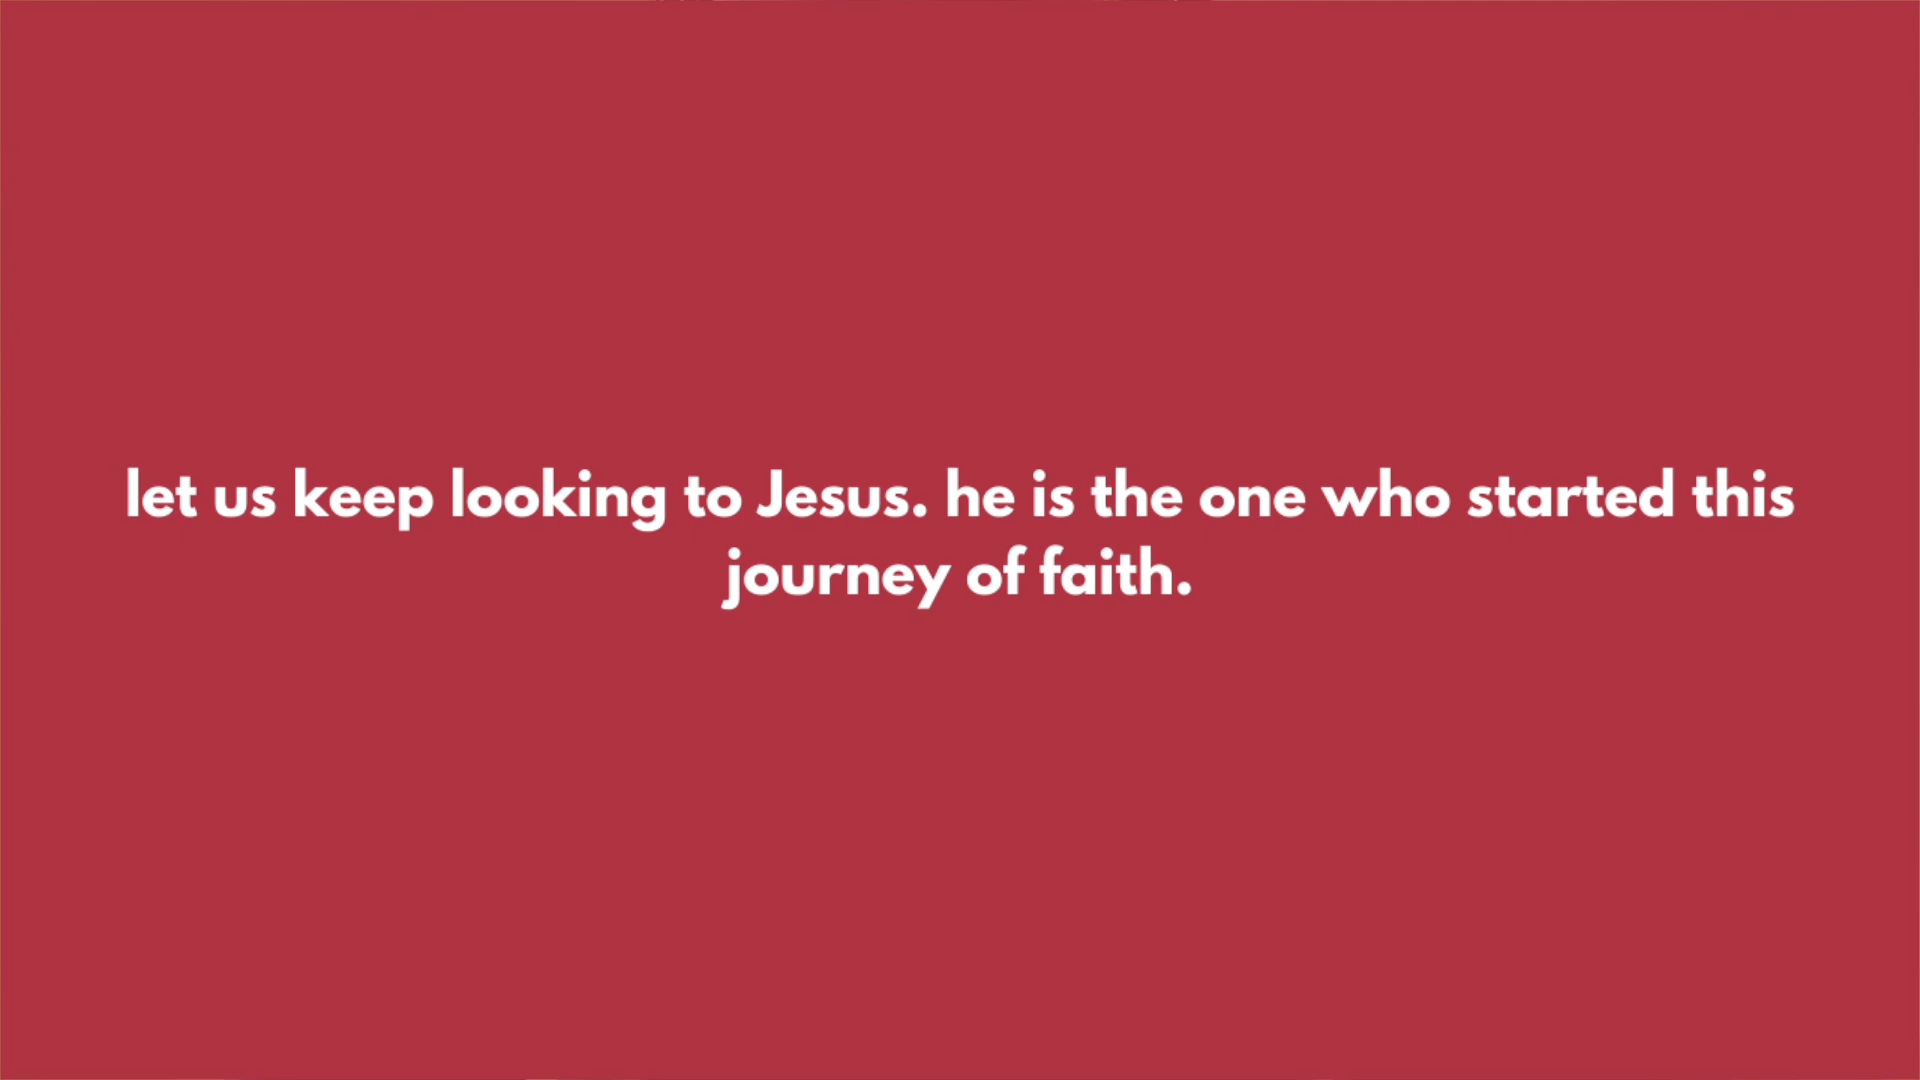 let us keep looking to Jesus. he is the one who started this
journey of faith.